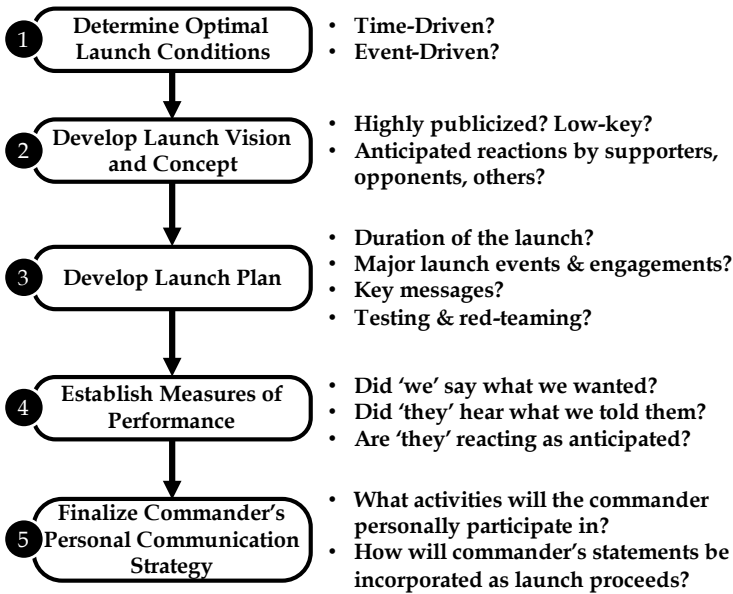 1
Determine Optimal
Launch Conditions
• Time-Driven?
• Event-Driven?
2
Develop Launch Vision
and Concept
• Highly publicized? Low-key?
• Anticipated reactions by supporters,
opponents, others?
3
Develop Launch Plan
• Duration of the launch?
• Major launch events & engagements?
• Key messages?
• Testing & red-teaming?
4
Establish Measures of
Performance
• Did ‘we’ say what we wanted?
• Did ‘they’ hear what we told them?
• Are ‘they’ reacting as anticipated?
5
Finalize Commander’s
Personal Communication
Strategy
• What activities will the commander
personally participate in?
• How will commander’s statements be
incorporated as launch proceeds?